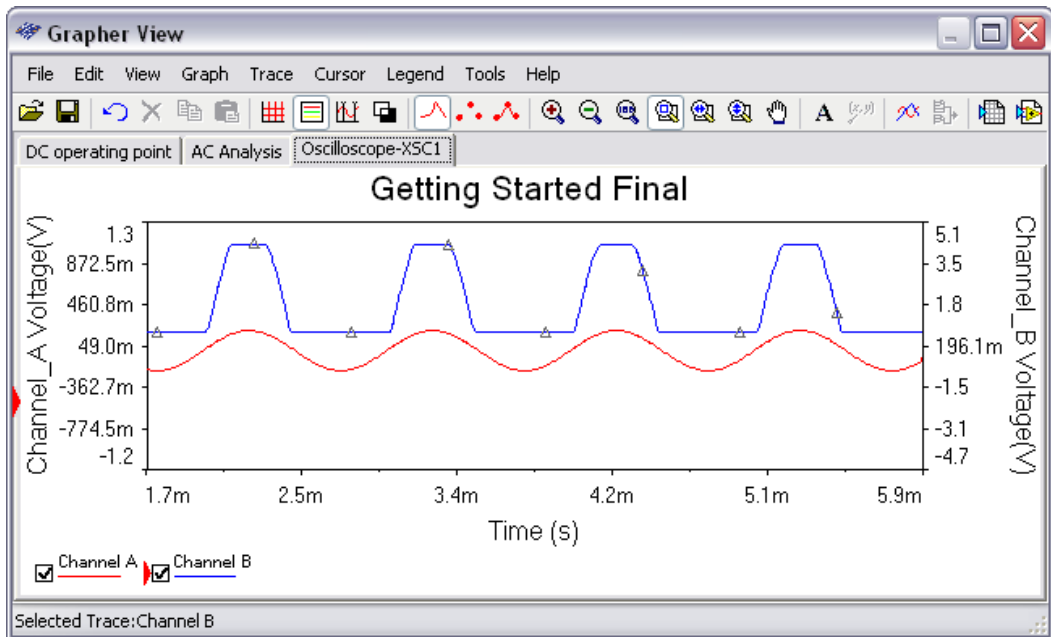 Grapher View
File Edit View Graph Trace Cursor Legend Tools Help
A (x,y)
DC operating point AC Analysis Oscilloscope-XSC1
Getting Started Final
Channel_A Voltage(V)
1.3
872.5m
460.8m
49.0m
-362.7m
-774.5m
-1.2
5.1
3.5
1.8
196.1m
-1.5
-3.1
-4.7
Channel_B Voltage(V)
1.7m 2.5m 3.4m 4.2m 5.1m 5.9m
Time (s)
Channel A Channel B
Selected Trace:Channel B